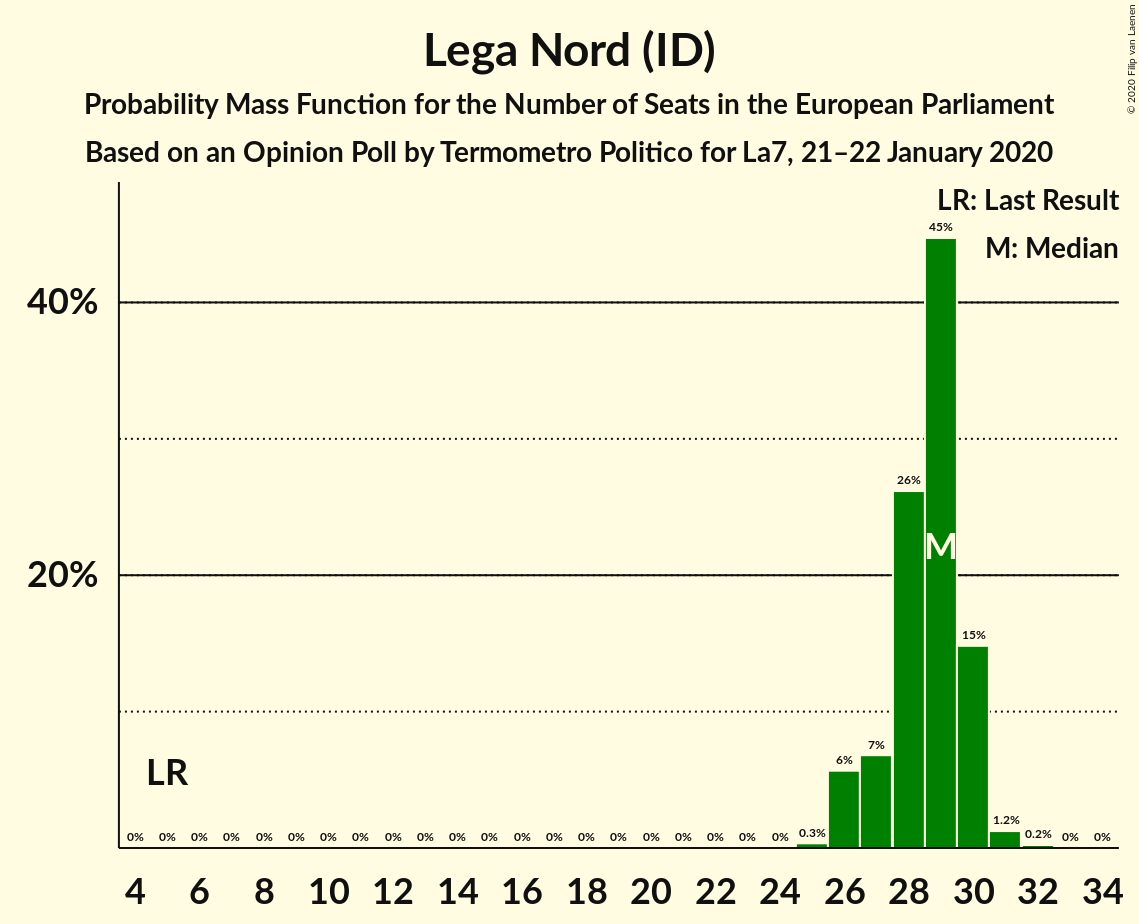 Lega Nord (ID)
Probability Mass Function for the Number of Seats in the European Parliament
Based on an Opinion Poll by Termometro Politico for La7, 21–22 January 2020
© 2020 Filip van Laenen
LR: Last Result
M: Median
45%
40%
26%
M
20%
15%
LR
6% 7%
0% 0% 0% 0% 0% 0% 0% 0% 0% 0% 0% 0% 0% 0% 0% 0% 0% 0% 0% 0% 0% 0.3% 1.2% 0.2% 0% 0%
4 6 8 10 12 14 16 18 20 22 24 26 28 30 32 34